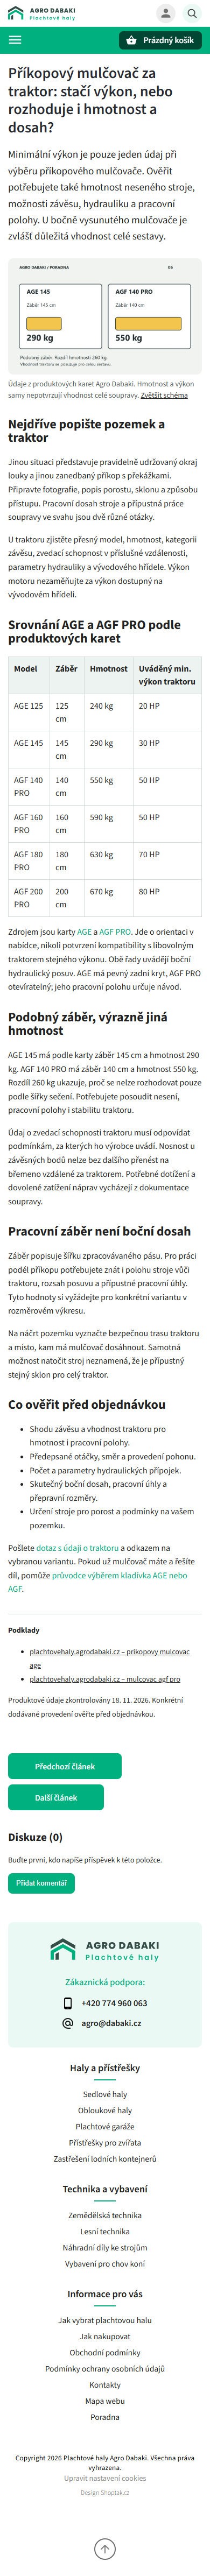 AGRO DABAKI
Plachtové haly
Prázdný košík
Příkopový mulčovač za
traktor: stačí výkon, nebo
rozhoduje i hmotnost a
dosah?
Minimální výkon je pouze jeden údaj při
výběru příkopového mulčovače. Ověřit
potřebujete také hmotnost neseného stroje,
možnosti závěsu, hydrauliku a pracovní
polohy. U bočně vysunutého mulčovače je
zvlášť důležitá vhodnost celé sestavy.
AGRO DABAKI / PORADNA
AGE 145
Záběr 145 cm
290 kg
AGF 140 PRO
Záběr 140 cm
550 kg
Podobný záběr. Rozdíl hmotností 260 kg.
Údaje z produktových karet Agro Dabaki. Hmotnost a výkon
samy nepotvrzují vhodnost celé soupravy. Zvětšit schéma
Nejdříve popište pozemek a
traktor
Jinou situaci představuje pravidelně udržovaný okraj
louky a jinou zanedbaný příkop s překážkami.
Připravte fotografie, popis porostu, sklonu a způsobu
přístupu. Pracovní dosah stroje a přípustná práce
soupravy ve svahu jsou dvě různé otázky.
U traktoru zjistěte přesný model, hmotnost, kategorii
závěsu, zvedací schopnost v příslušné vzdálenosti,
parametry hydrauliky a vývodového hřídele. Výkon
motoru nezaměňujte za výkon dostupný na
vývodovém hřídeli.
Srovnání AGE a AGF PRO podle
produktových karet
Model Záběr Hmotnost Uváděný min. výkon traktoru
AGE 125 125 cm 240 kg 20 HP
AGE 145 145 cm 290 kg 30 HP
AGF 140 PRO 140 cm 550 kg 50 HP
AGF 160 PRO 160 cm 590 kg 50 HP
AGF 180 PRO 180 cm 630 kg 70 HP
AGF 200 PRO 200 cm 670 kg 80 HP
Zdrojem jsou karty AGE a AGF PRO. Jde o orientaci v
nabídce, nikoli potvrzení kompatibility s libovolným
traktorem stejného výkonu. Obě řady uvádějí boční
hydraulický posuv. AGE má pevný zadní kryt, AGF PRO
otevíratelný; jeho pracovní polohu určuje návod.
Podobný záběr, výrazně jiná
hmotnost
AGE 145 má podle karty záběr 145 cm a hmotnost 290
kg. AGF 140 PRO má záběr 140 cm a hmotnost 550 kg.
Rozdíl 260 kg ukazuje, proč se nelze rozhodovat pouze
podle šířky sečení. Potřebujete posoudit nesení,
pracovní polohy i stabilitu traktoru.
Údaj o zvedací schopnosti traktoru musí odpovídat
podmínkám, za kterých ho výrobce uvádí. Nosnost u
závěsných bodů nelze bez dalšího přenést na
břemeno vzdálené za traktorem. Potřebné dotížení a
dovolené zatížení náprav vycházejí z dokumentace
soupravy.
Pracovní záběr není boční dosah
Záběr popisuje šířku zpracovávaného pásu. Pro práci
podél příkopu potřebujete znát i polohu stroje vůči
traktoru, rozsah posuvu a přípustné pracovní úhly.
Tyto hodnoty si vyžádejte pro konkrétní variantu v
rozměrovém výkresu.
Na náčrt pozemku vyznačte bezpečnou trasu traktoru
a místo, kam má mulčovač dosáhnout. Samotná
možnost natočit stroj neznamená, že je přípustný
stejný sklon pro celý traktor.
Co ověřit před objednávkou
• Shodu závěsu a vhodnost traktoru pro
hmotnost i pracovní polohy.
• Předepsané otáčky, směr a provedení pohonu.
• Počet a parametry hydraulických přípojek.
• Skutečný boční dosah, pracovní úhly a
přepravní rozměry.
• Určení stroje pro porost a podmínky na vašem
pozemku.
Pošlete dotaz s údaji o traktoru a odkazem na
vybranou variantu. Pokud už mulčovač máte a řešíte
díl, pomůže průvodce výběrem kladívka AGE nebo
AGF.
Podklady
• plachtovehaly.agrodabaki.cz – prikopovy mulcovac
age
• plachtovehaly.agrodabaki.cz – mulcovac agf pro
Produktové údaje zkontrolovány 18. 11. 2026. Konkrétní
dodávané provedení ověřte před objednávkou.
Předchozí článek
Další článek
Diskuze (0)
Buďte první, kdo napíše příspěvek k této položce.
Přidat komentář
AGRO DABAKI
Plachtové haly
Zákaznická podpora:
+420 774 960 063
agro@dabaki.cz
Haly a přístřešky
Sedlové haly
Obloukové haly
Plachtové garáže
Přístřešky pro zvířata
Zastřešení lodních kontejnerů
Technika a vybavení
Zemědělská technika
Lesní technika
Náhradní díly ke strojům
Vybavení pro chov koní
Informace pro vás
Jak vybrat plachtovou halu
Jak nakupovat
Obchodní podmínky
Podmínky ochrany osobních údajů
Kontakty
Mapa webu
Poradna
Copyright 2026 Plachtové haly Agro Dabaki. Všechna práva
vyhrazena.
Upravit nastavení cookies
Design Shoptak.cz